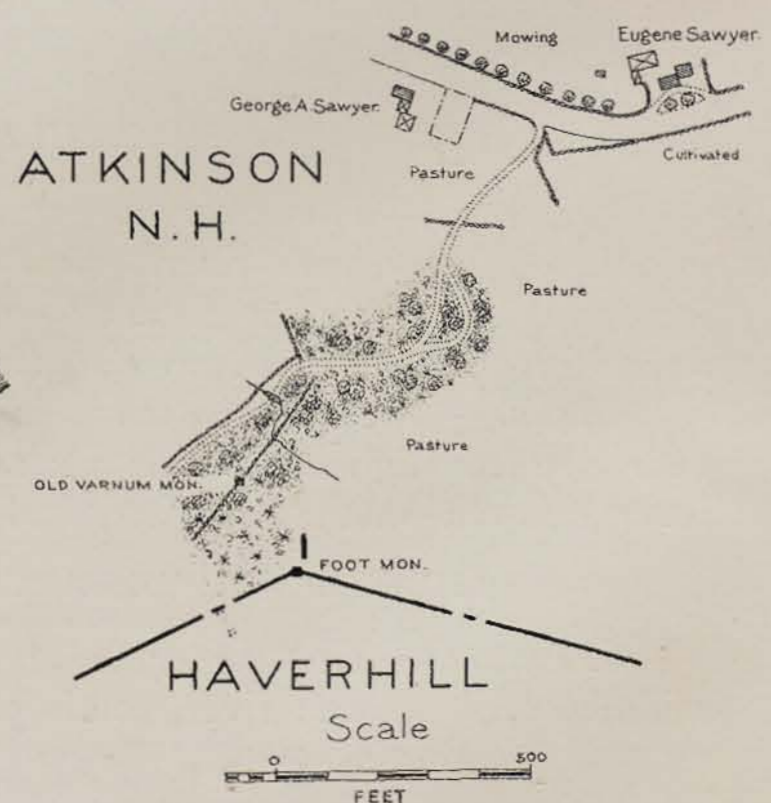 Mowing
Eugene Sawyer.
George A Sawyer.
ATKINSON
N.H.
Pasture
Cultivated
Pasture
Pasture
OLD VARNUM MON.
FOOT MON.
HAVERHILL
Scale
0 500
FEET